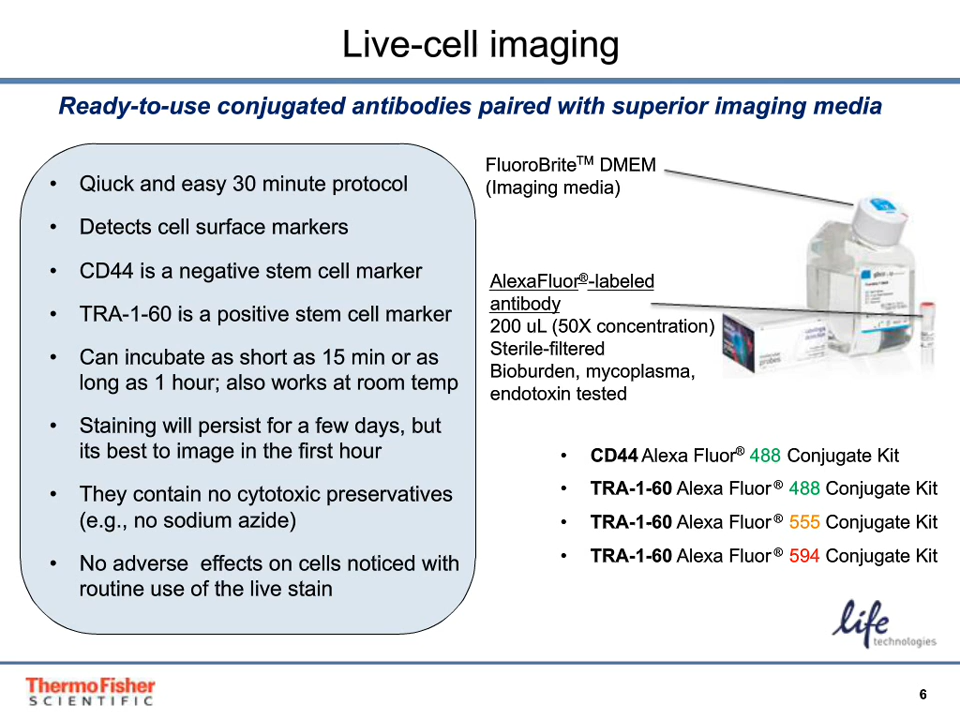 Live-cell imaging
Ready-to-use conjugated antibodies paired with superior imaging media
• Qiuck and easy 30 minute protocol
• Detects cell surface markers
• CD44 is a negative stem cell marker
• TRA-1-60 is a positive stem cell marker
• Can incubate as short as 15 min or as
long as 1 hour; also works at room temp
• Staining will persist for a few days, but
its best to image in the first hour
• They contain no cytotoxic preservatives
(e.g., no sodium azide)
• No adverse  effects on cells noticed with
routine use of the live stain
FluoroBrite™ DMEM
(Imaging media)
AlexaFluor®-labeled
antibody
200 uL (50X concentration)
Sterile-filtered
Bioburden, mycoplasma,
endotoxin tested
gibco
molecular
probes
• CD44 Alexa Fluor® 488 Conjugate Kit
• TRA-1-60 Alexa Fluor ® 488 Conjugate Kit
• TRA-1-60 Alexa Fluor ® 555 Conjugate Kit
• TRA-1-60 Alexa Fluor ® 594 Conjugate Kit
life
technologies
ThermoFisher
SCIENTIFIC
6